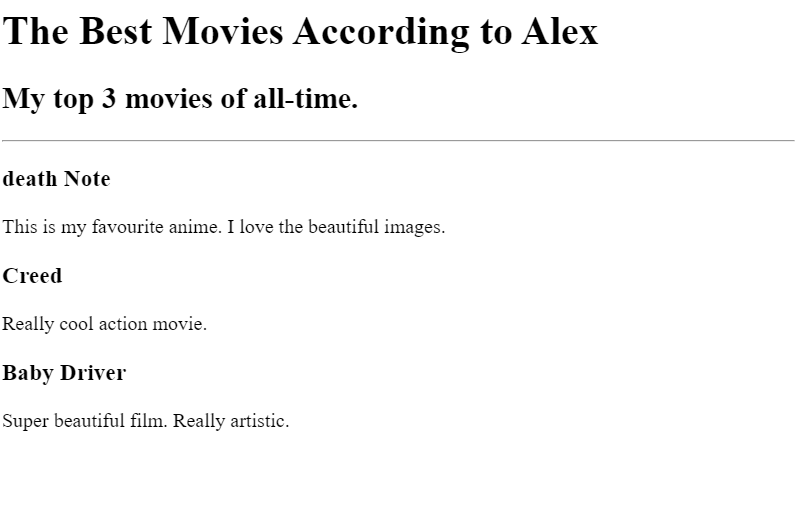 The Best Movies According to Alex
My top 3 movies of all-time.
death Note
This is my favourite anime. I love the beautiful images.
Creed
Really cool action movie.
Baby Driver
Super beautiful film. Really artistic.